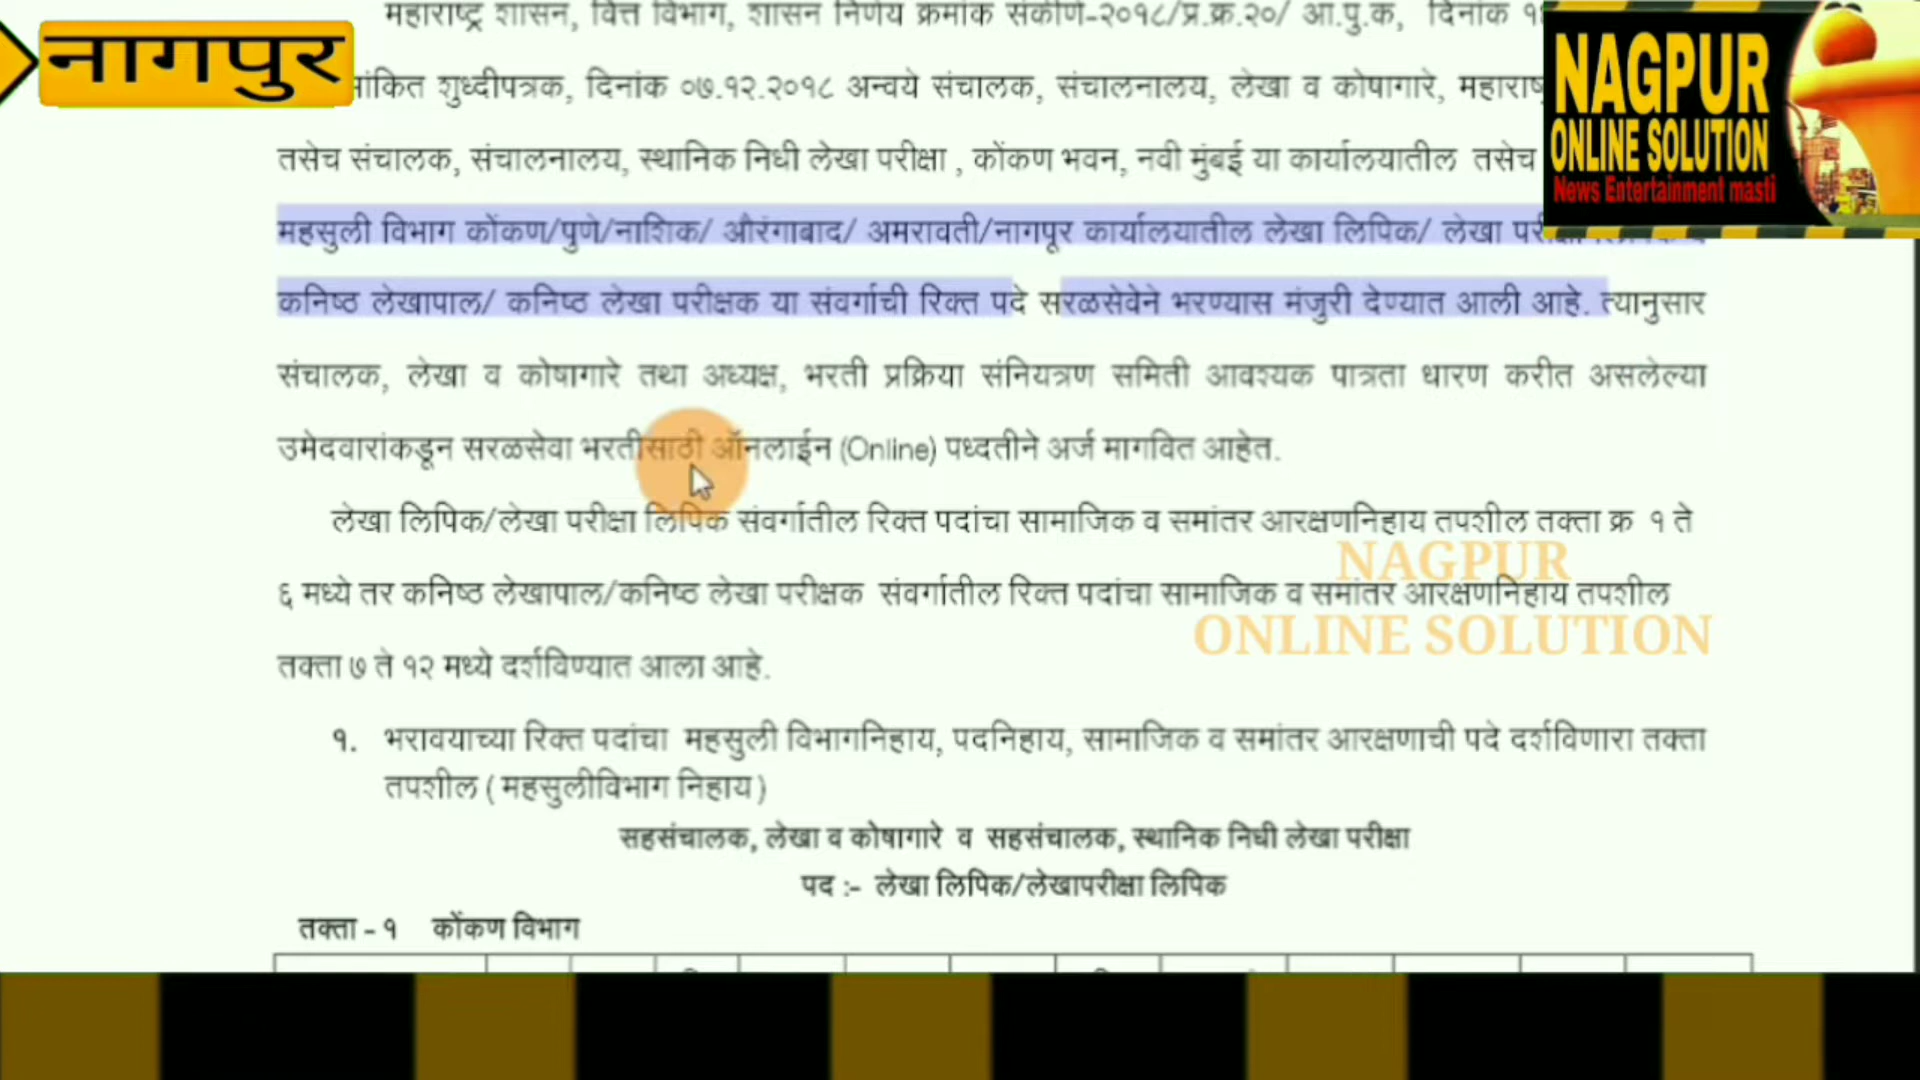 महाराष्ट्र शासन, वित्त विभाग, शासन निर्णय क्रमांक संकीर्ण-२०१८/प्र.क्र.२०/ आ.पु.क, दिनांक
नागपुर
शुध्दीपत्रक, दिनांक ०७.१२.२०१८ अन्वये संचालक, संचालनालय, लेखा व कोषागारे,
तसेच संचालक, संचालनालय, स्थानिक निधी लेखा परीक्षा , कोंकण भवन, नवी मुंबई या कार्यालयातील तसेच
NAGPUR
ONLINE SOLUTION
News Entertainment masti
महसुली विभाग कोंकण/पुणे/नाशिक/ औरंगाबाद/ अमरावती/नागपूर कार्यालयातील लेखा लिपिक/ लेखा
कनिष्ठ लेखापाल/ कनिष्ठ लेखा परीक्षक या संवर्गाची रिक्त पदे सरळसेवेने भरण्यास मंजुरी देण्यात आली आहे. त्यानुसार
संचालक, लेखा व कोषागारे तथा अध्यक्ष, भरती प्रक्रिया संनियत्रण समिती आवश्यक पात्रता धारण करीत असलेल्या
उमेदवारांकडून सरळसेवा भरतीसाठी ऑनलाईन (Online) पध्दतीने अर्ज मागवित आहेत.
लेखा लिपिक/लेखा परीक्षा लिपिक संवर्गातील रिक्त पदांचा सामाजिक व समांतर आरक्षणनिहाय तपशील तक्ता क्र १ ते
NAGPUR
६ मध्ये तर कनिष्ठ लेखापाल/कनिष्ठ लेखा परीक्षक संवर्गातील रिक्त पदांचा सामाजिक व समांतर आरक्षणनिहाय तपशील
ONLINE SOLUTION
तक्ता ७ ते १२ मध्ये दर्शविण्यात आला आहे.
१. भरावयाच्या रिक्त पदांचा महसुली विभागनिहाय, पदनिहाय, सामाजिक व समांतर आरक्षणाची पदे दर्शविणारा तक्ता
तपशील ( महसुलीविभाग निहाय )
सहसंचालक, लेखा व कोषागारे व सहसंचालक, स्थानिक निधी लेखा परीक्षा
पद :- लेखा लिपिक/लेखापरीक्षा लिपिक
तक्ता - १ कोंकण विभाग